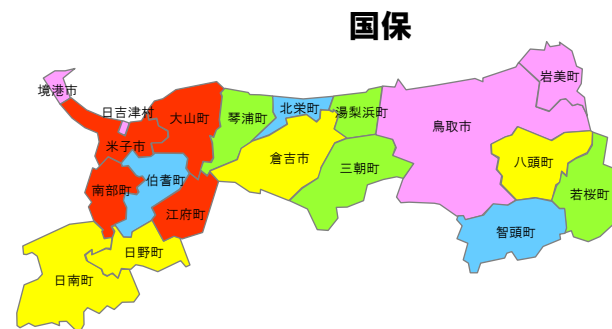 国保
境港市
日吉津村
米子市
大山町
琴浦町
北栄町
湯梨浜町
鳥取市
岩美町
南部町
伯耆町
江府町
倉吉市
三朝町
八頭町
若桜町
智頭町
日野町
日南町